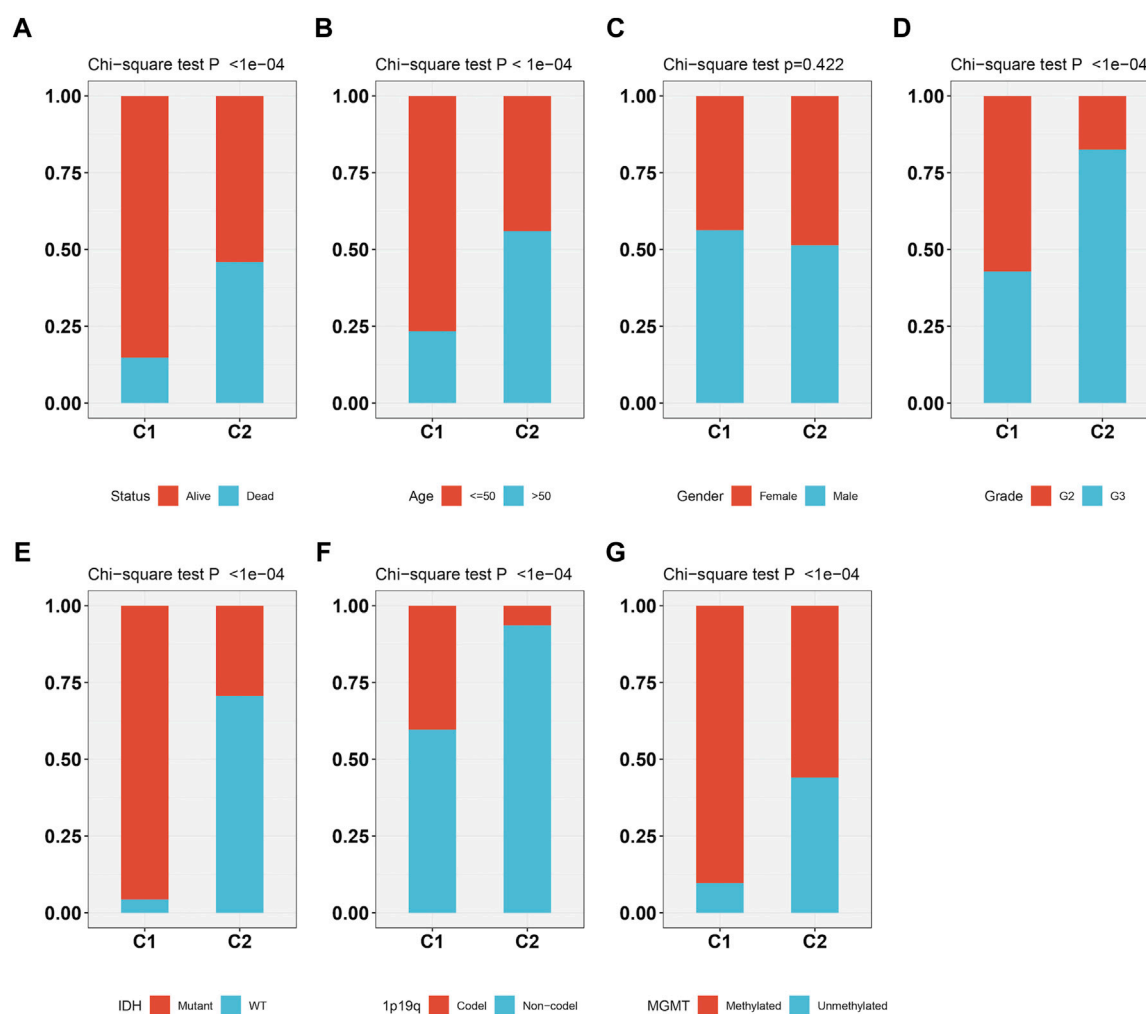 A
B
C
D
Chi-square test P <1e-04
Chi-square test P < 1e-04
Chi-square test p=0.422
Chi-square test P <1e-04
1.00
0.75
0.50
0.25
0.00
C1 C2
1.00
0.75
0.50
0.25
0.00
C1 C2
1.00
0.75
0.50
0.25
0.00
C1 C2
1.00
0.75
0.50
0.25
0.00
C1 C2
Status Alive Dead
Age <=50 >50
Gender Female Male
Grade G2 G3
E
F
G
Chi-square test P <1e-04
Chi-square test P <1e-04
Chi-square test P <1e-04
1.00
0.75
0.50
0.25
0.00
C1 C2
1.00
0.75
0.50
0.25
0.00
C1 C2
1.00
0.75
0.50
0.25
0.00
C1 C2
IDH Mutant WT
1p19q Codel Non-codel
MGMT Methylated Unmethylated